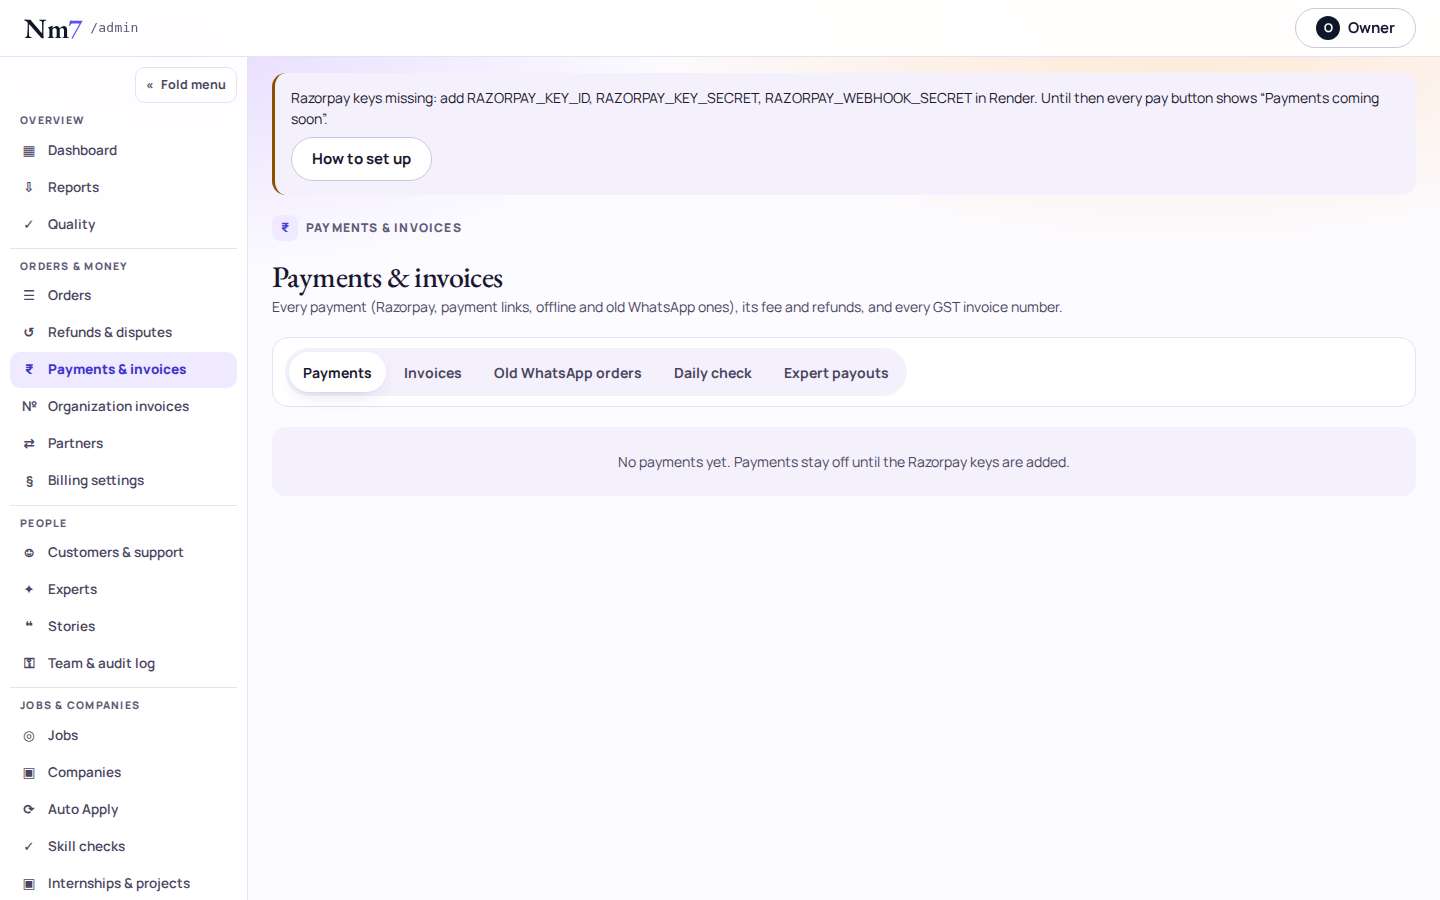 Nm7 /admin
O Owner
« Fold menu
OVERVIEW
▦ Dashboard
⇩ Reports
✓ Quality
ORDERS & MONEY
☰ Orders
↺ Refunds & disputes
₹ Payments & invoices
№ Organization invoices
⇄ Partners
§ Billing settings
PEOPLE
☺ Customers & support
✦ Experts
❝ Stories
⚿ Team & audit log
JOBS & COMPANIES
◎ Jobs
▣ Companies
⟳ Auto Apply
✓ Skill checks
▣ Internships & projects
Razorpay keys missing: add RAZORPAY_KEY_ID, RAZORPAY_KEY_SECRET, RAZORPAY_WEBHOOK_SECRET in Render. Until then every pay button shows “Payments coming
soon”.
How to set up
₹ PAYMENTS & INVOICES
Payments & invoices
Every payment (Razorpay, payment links, offline and old WhatsApp ones), its fee and refunds, and every GST invoice number.
Payments Invoices Old WhatsApp orders Daily check Expert payouts
No payments yet. Payments stay off until the Razorpay keys are added.